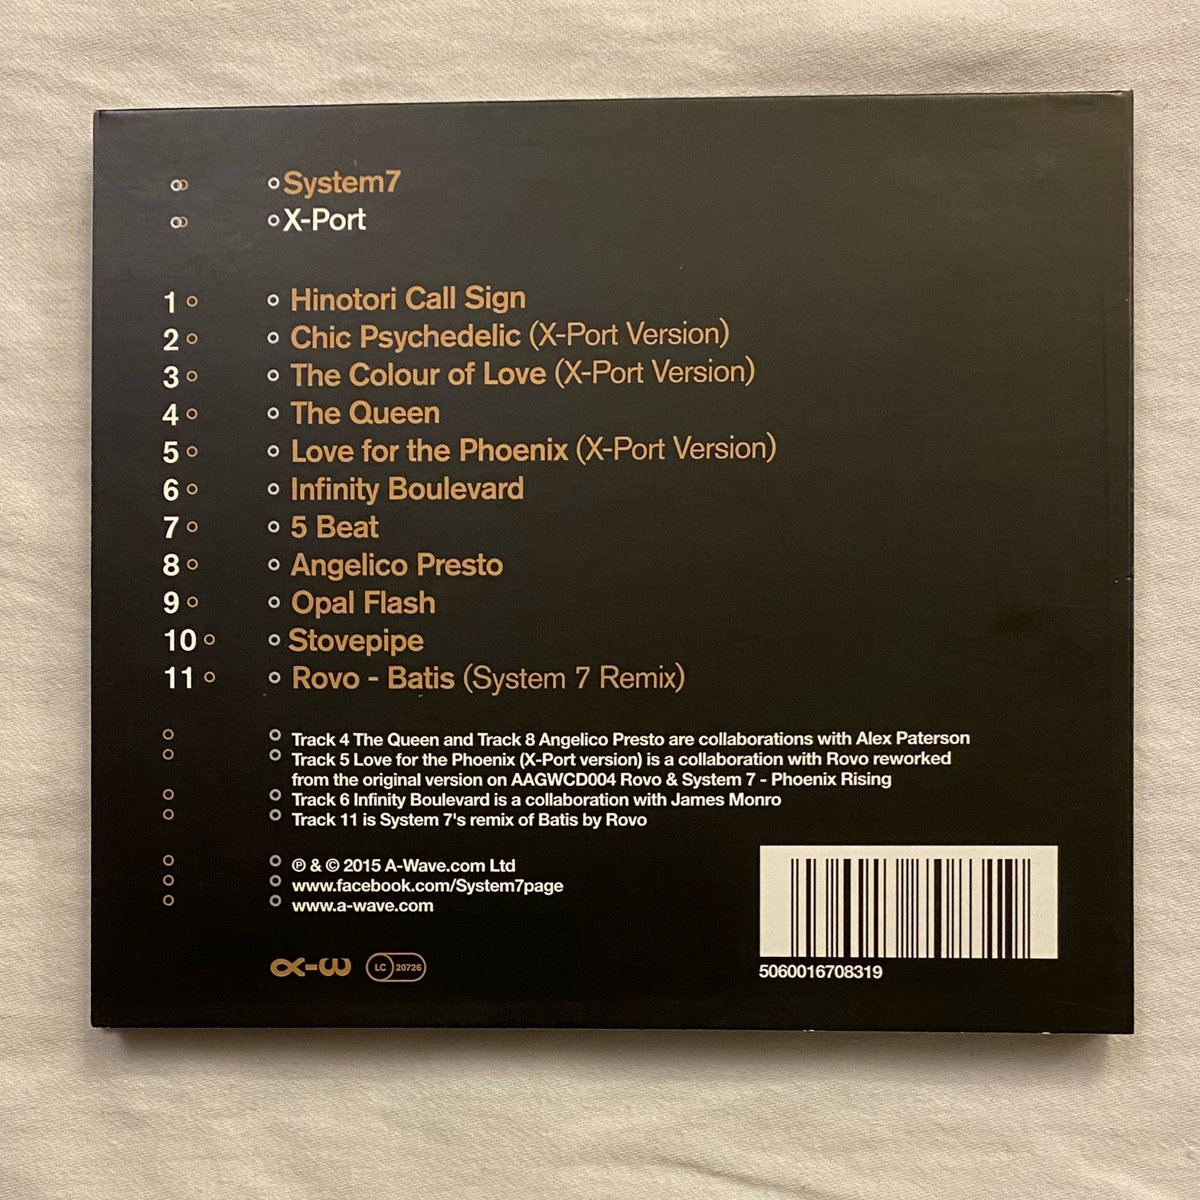 System7
X-Port
1 Hinotori Call Sign
2 Chic Psychedelic (X-Port Version)
3 The Colour of Love (X-Port Version)
4 The Queen
5 Love for the Phoenix (X-Port Version)
6 Infinity Boulevard
7 5 Beat
8 Angelico Presto
9 Opal Flash
10 Stovepipe
11 Rovo - Batis (System 7 Remix)
Track 4 The Queen and Track 8 Angelico Presto are collaborations with Alex Paterson
Track 5 Love for the Phoenix (X-Port version) is a collaboration with Rovo reworked
from the original version on AAGWCD004 Rovo & System 7 - Phoenix Rising
Track 6 Infinity Boulevard is a collaboration with James Monro
Track 11 is System 7's remix of Batis by Rovo
℗ & © 2015 A-Wave.com Ltd
www.facebook.com/System7page
www.a-wave.com
α-ω LC 20726
5060016708319